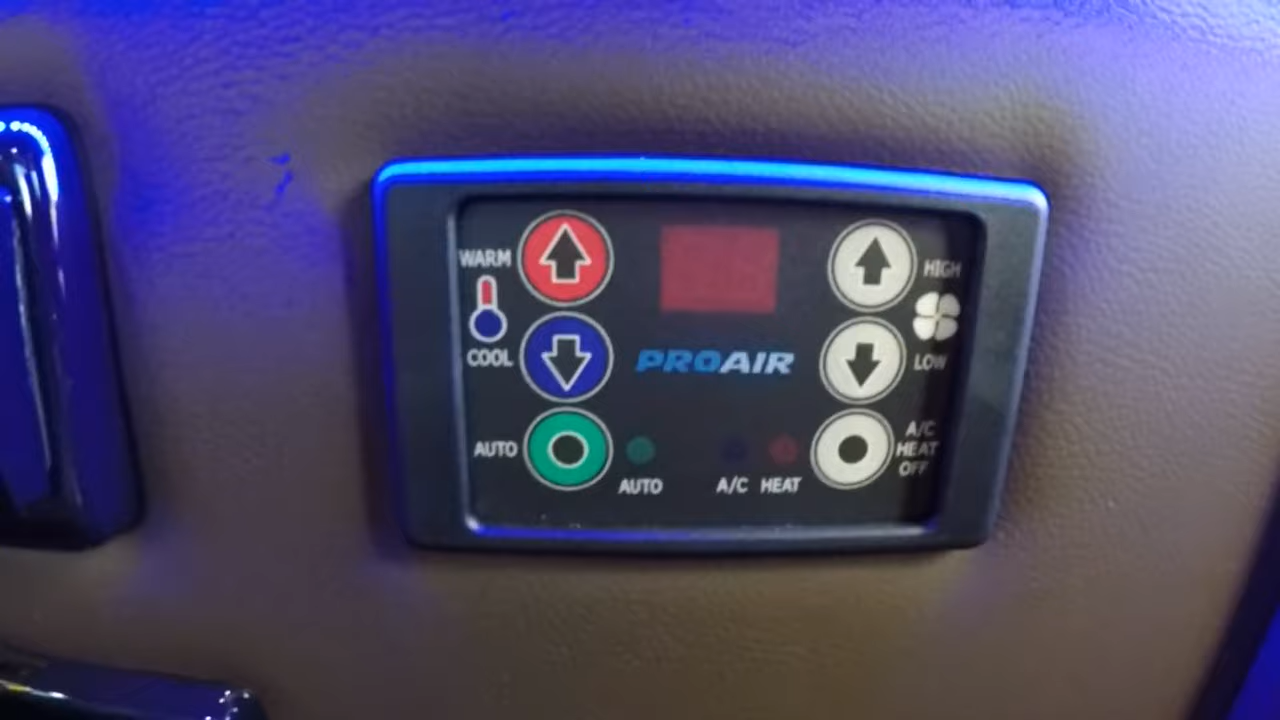 WARM
HIGH
COOL
PROAIR
LOW
AUTO
A/C
HEAT
OFF
AUTO
A/C HEAT